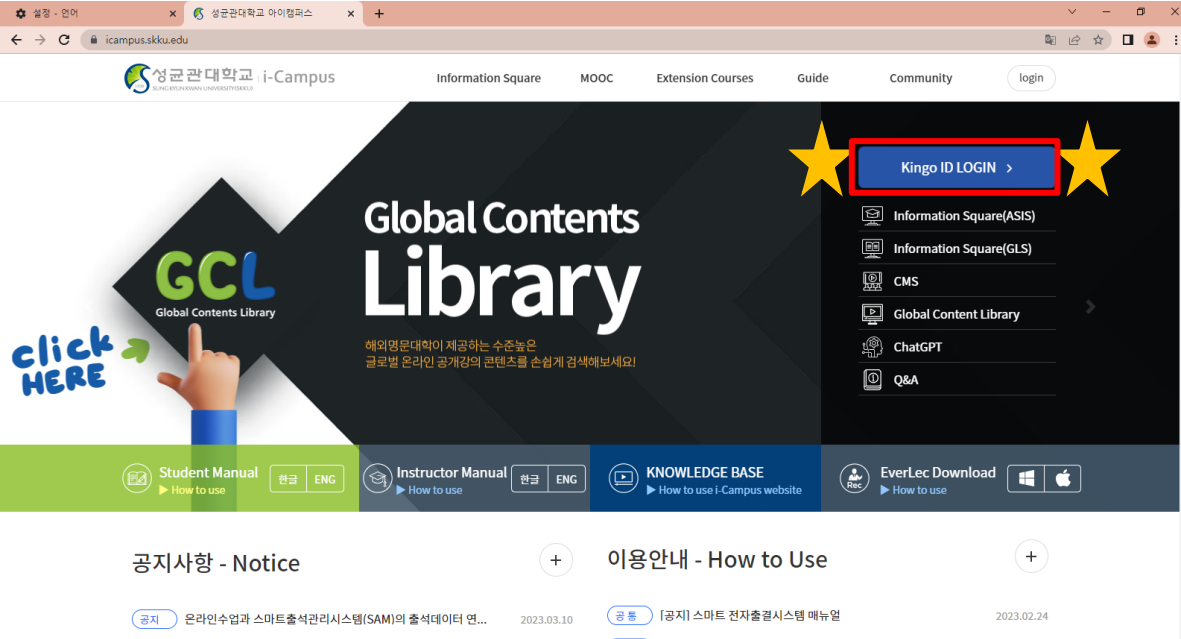 설정 - 언어
성균관대학교 아이캠퍼스
icampus.skku.edu
성균관대학교 i-Campus
SUNGKYUNKWAN UNIVERSITY(SKKU)
Information Square
MOOC
Extension Courses
Guide
Community
login
Kingo ID LOGIN >
Information Square(ASIS)
Information Square(GLS)
CMS
Global Content Library
ChatGPT
Q&A
Global Contents
Library
해외명문대학이 제공하는 수준높은
글로벌 온라인 공개강의 콘텐츠를 손쉽게 검색해보세요!
GCL
Global Contents Library
click
HERE
Student Manual
▶ How to use
한글
ENG
Instructor Manual
▶ How to use
한글
ENG
KNOWLEDGE BASE
▶ How to use i-Campus website
Rec
EverLec Download
▶ How to use
공지사항 - Notice
+
공지
온라인수업과 스마트출석관리시스템(SAM)의 출석데이터 연...
2023.03.10
이용안내 - How to Use
+
공통
[공지] 스마트 전자출결시스템 매뉴얼
2023.02.24